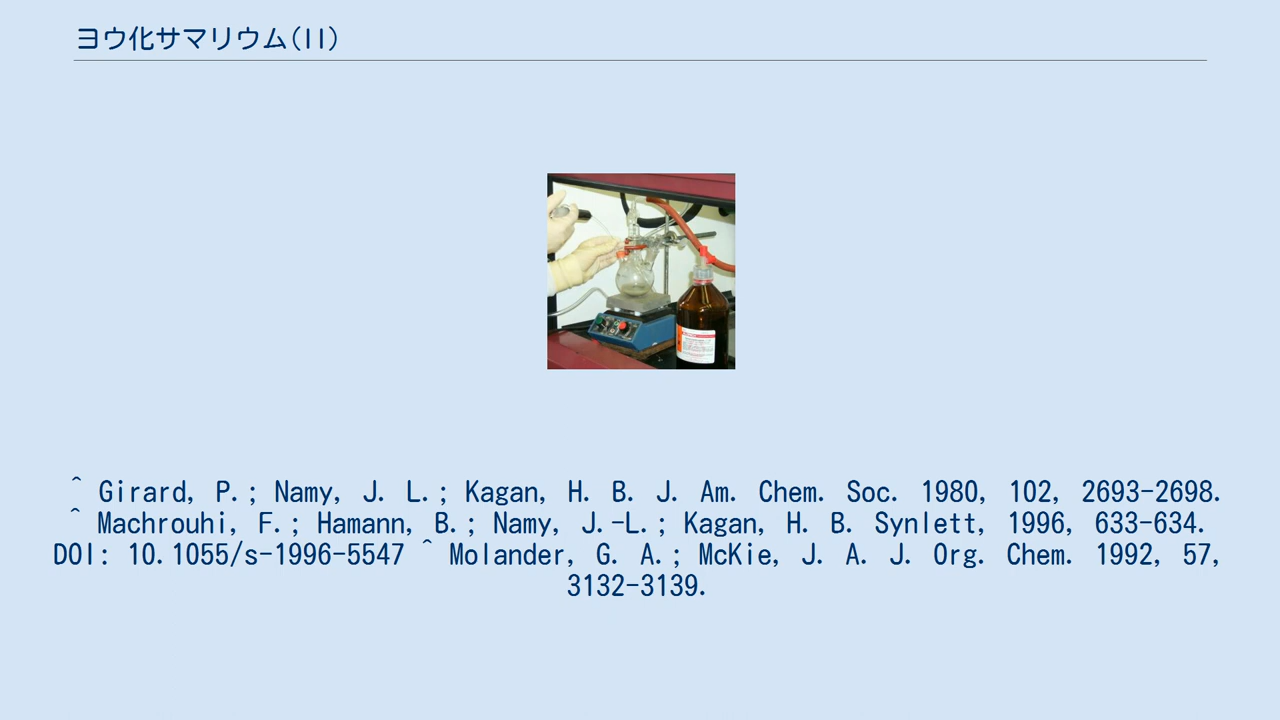 ヨウ化サマリウム(II)
^ Girard, P.; Namy, J. L.; Kagan, H. B. J. Am. Chem. Soc. 1980, 102, 2693-2698.
^ Machrouhi, F.; Hamann, B.; Namy, J.-L.; Kagan, H. B. Synlett, 1996, 633-634.
DOI: 10.1055/s-1996-5547 ^ Molander, G. A.; McKie, J. A. J. Org. Chem. 1992, 57,
3132-3139.